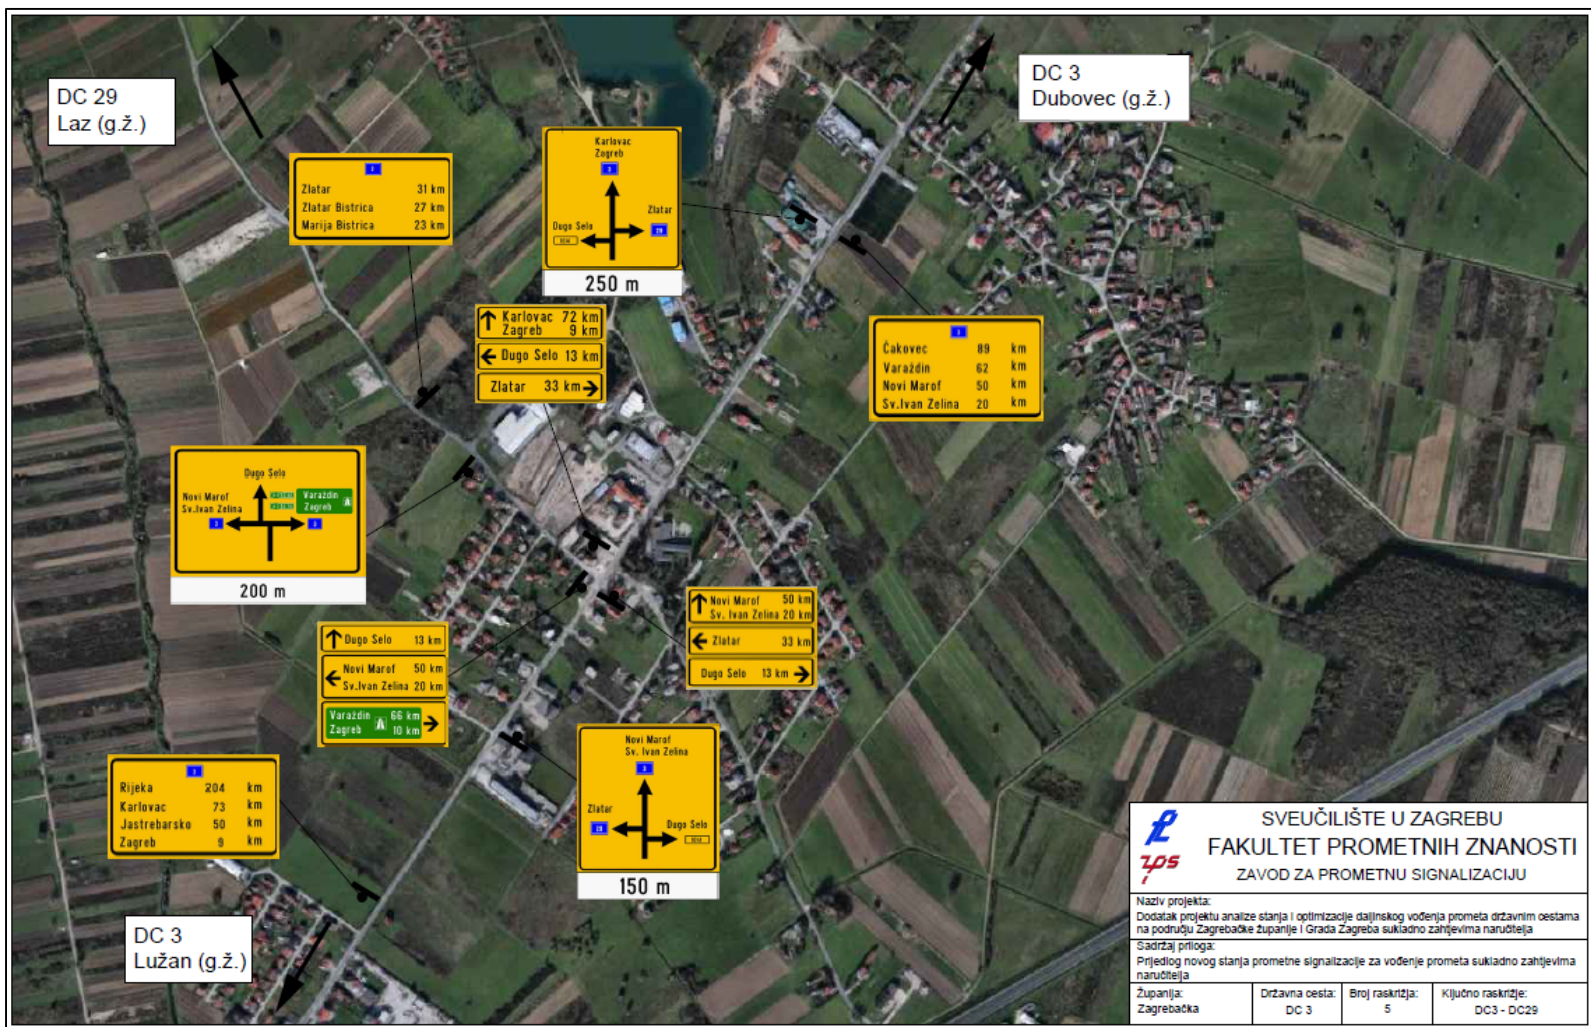 DC 29
Laz (g.ž.)
DC 3
Dubovec (g.ž.)
3
Zlatar 31 km
Zlatar Bistrica 27 km
Marija Bistrica 23 km
Karlovac
Zagreb
3
Zlatar
29
Dugo Selo
250 m
Karlovac 72 km
Zagreb 9 km
Dugo Selo 13 km
Zlatar 33 km
3
Čakovec 89 km
Varaždin 62 km
Novi Marof 50 km
Sv.Ivan Zelina 20 km
Dugo Selo
Novi Marof
Sv.Ivan Zelina
Varaždin
Zagreb
3
3
200 m
Novi Marof 50 km
Sv. Ivan Zelina 20 km
Zlatar 33 km
Dugo Selo 13 km
Dugo Selo 13 km
Novi Marof 50 km
Sv.Ivan Zelina 20 km
Varaždin 66 km
Zagreb 10 km
Novi Marof
Sv. Ivan Zelina
3
Zlatar
29
Dugo Selo
150 m
3
Rijeka 204 km
Karlovac 73 km
Jastrebarsko 50 km
Zagreb 9 km
DC 3
Lužan (g.ž.)
zps
SVEUČILIŠTE U ZAGREBU
FAKULTET PROMETNIH ZNANOSTI
ZAVOD ZA PROMETNU SIGNALIZACIJU
Naziv projekta:
Dodatak projektu analize stanja i optimizacije daljinskog vođenja prometa državnim cestama
na području Zagrebačke županije i Grada Zagreba sukladno zahtjevima naručitelja
Sadržaj priloga:
Prijedlog novog stanja prometne signalizacije za vođenje prometa sukladno zahtjevima
naručitelja
Županija:
Zagrebačka
Državna cesta:
DC 3
Broj raskrižja:
5
Ključno raskrižje:
DC3 - DC29